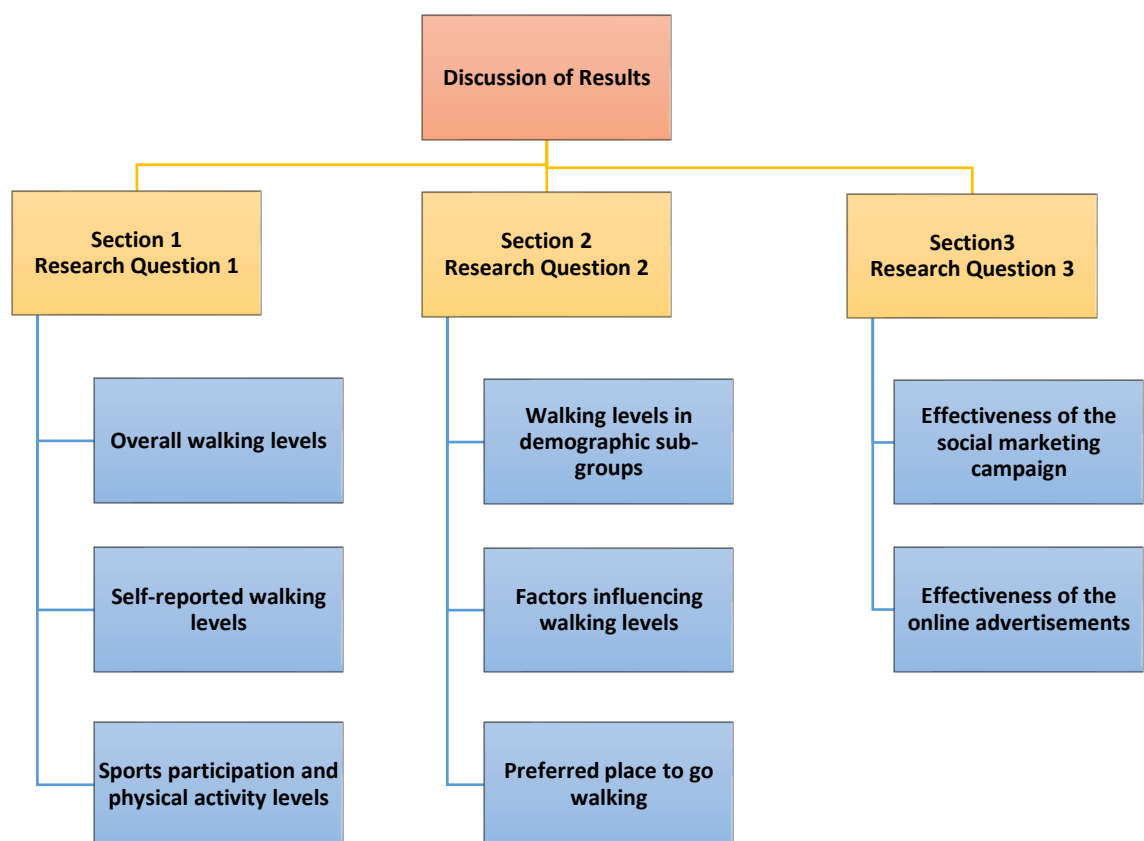 Discussion of Results
Section 1
Research Question 1
Section 2
Research Question 2
Section3
Research Question 3
Overall walking levels
Self-reported walking
levels
Sports participation and
physical activity levels
Walking levels in
demographic sub-
groups
Factors influencing
walking levels
Preferred place to go
walking
Effectiveness of the
social marketing
campaign
Effectiveness of the
online advertisements